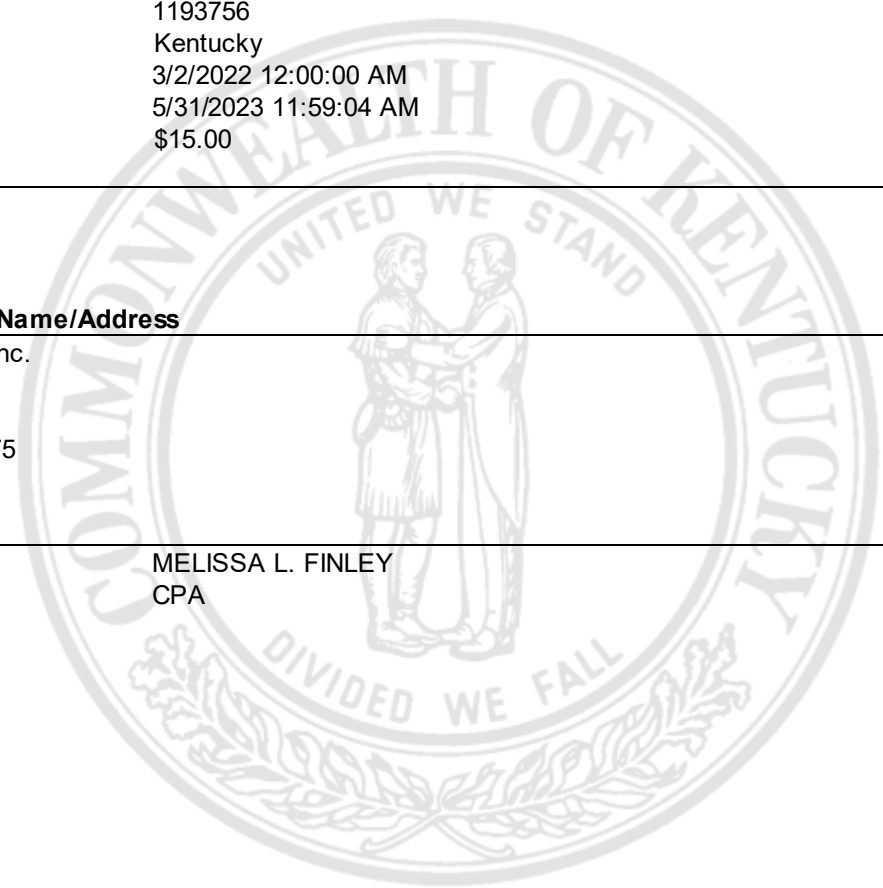 1193756
Kentucky
3/2/2022 12:00:00 AM
5/31/2023 11:59:04 AM
$15.00
COMMONWEALTH OF KENTUCKY
UNITED WE STAND
Name/Address
nc.
75
MELISSA L. FINLEY
CPA
DIVIDED WE FALL